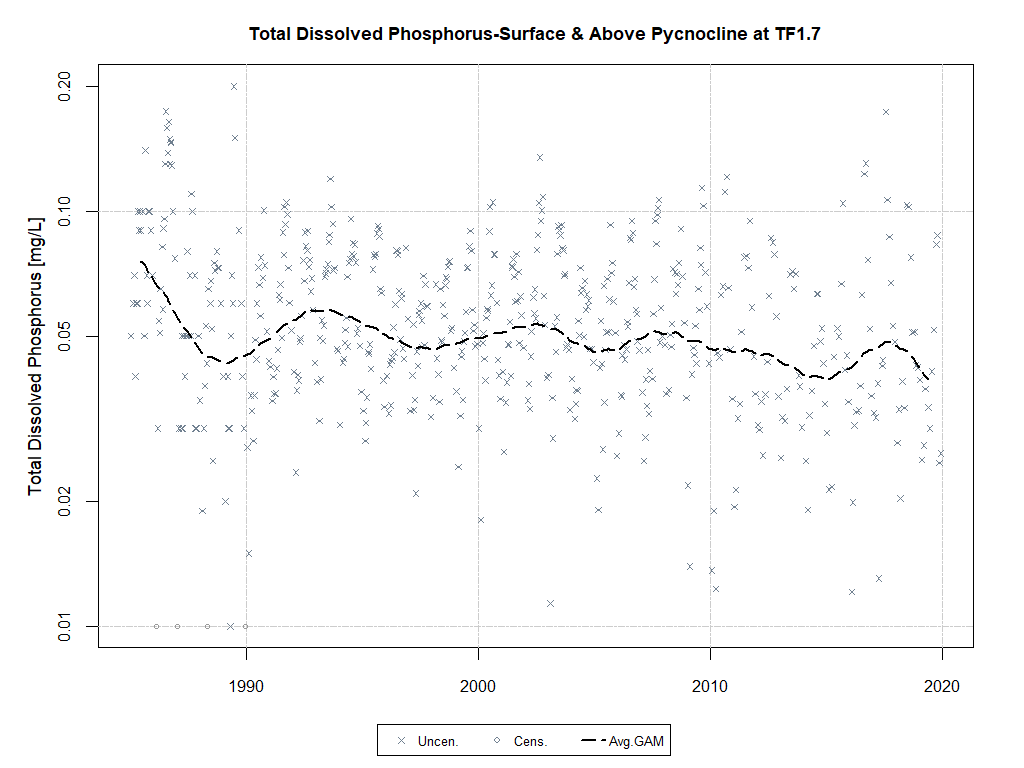 Total Dissolved Phosphorus-Surface & Above Pycnocline at TF1.7
Total Dissolved Phosphorus [mg/L]
0.20
0.10
0.05
0.02
0.01
1990 2000 2010 2020
Uncen. Cens. Avg.GAM